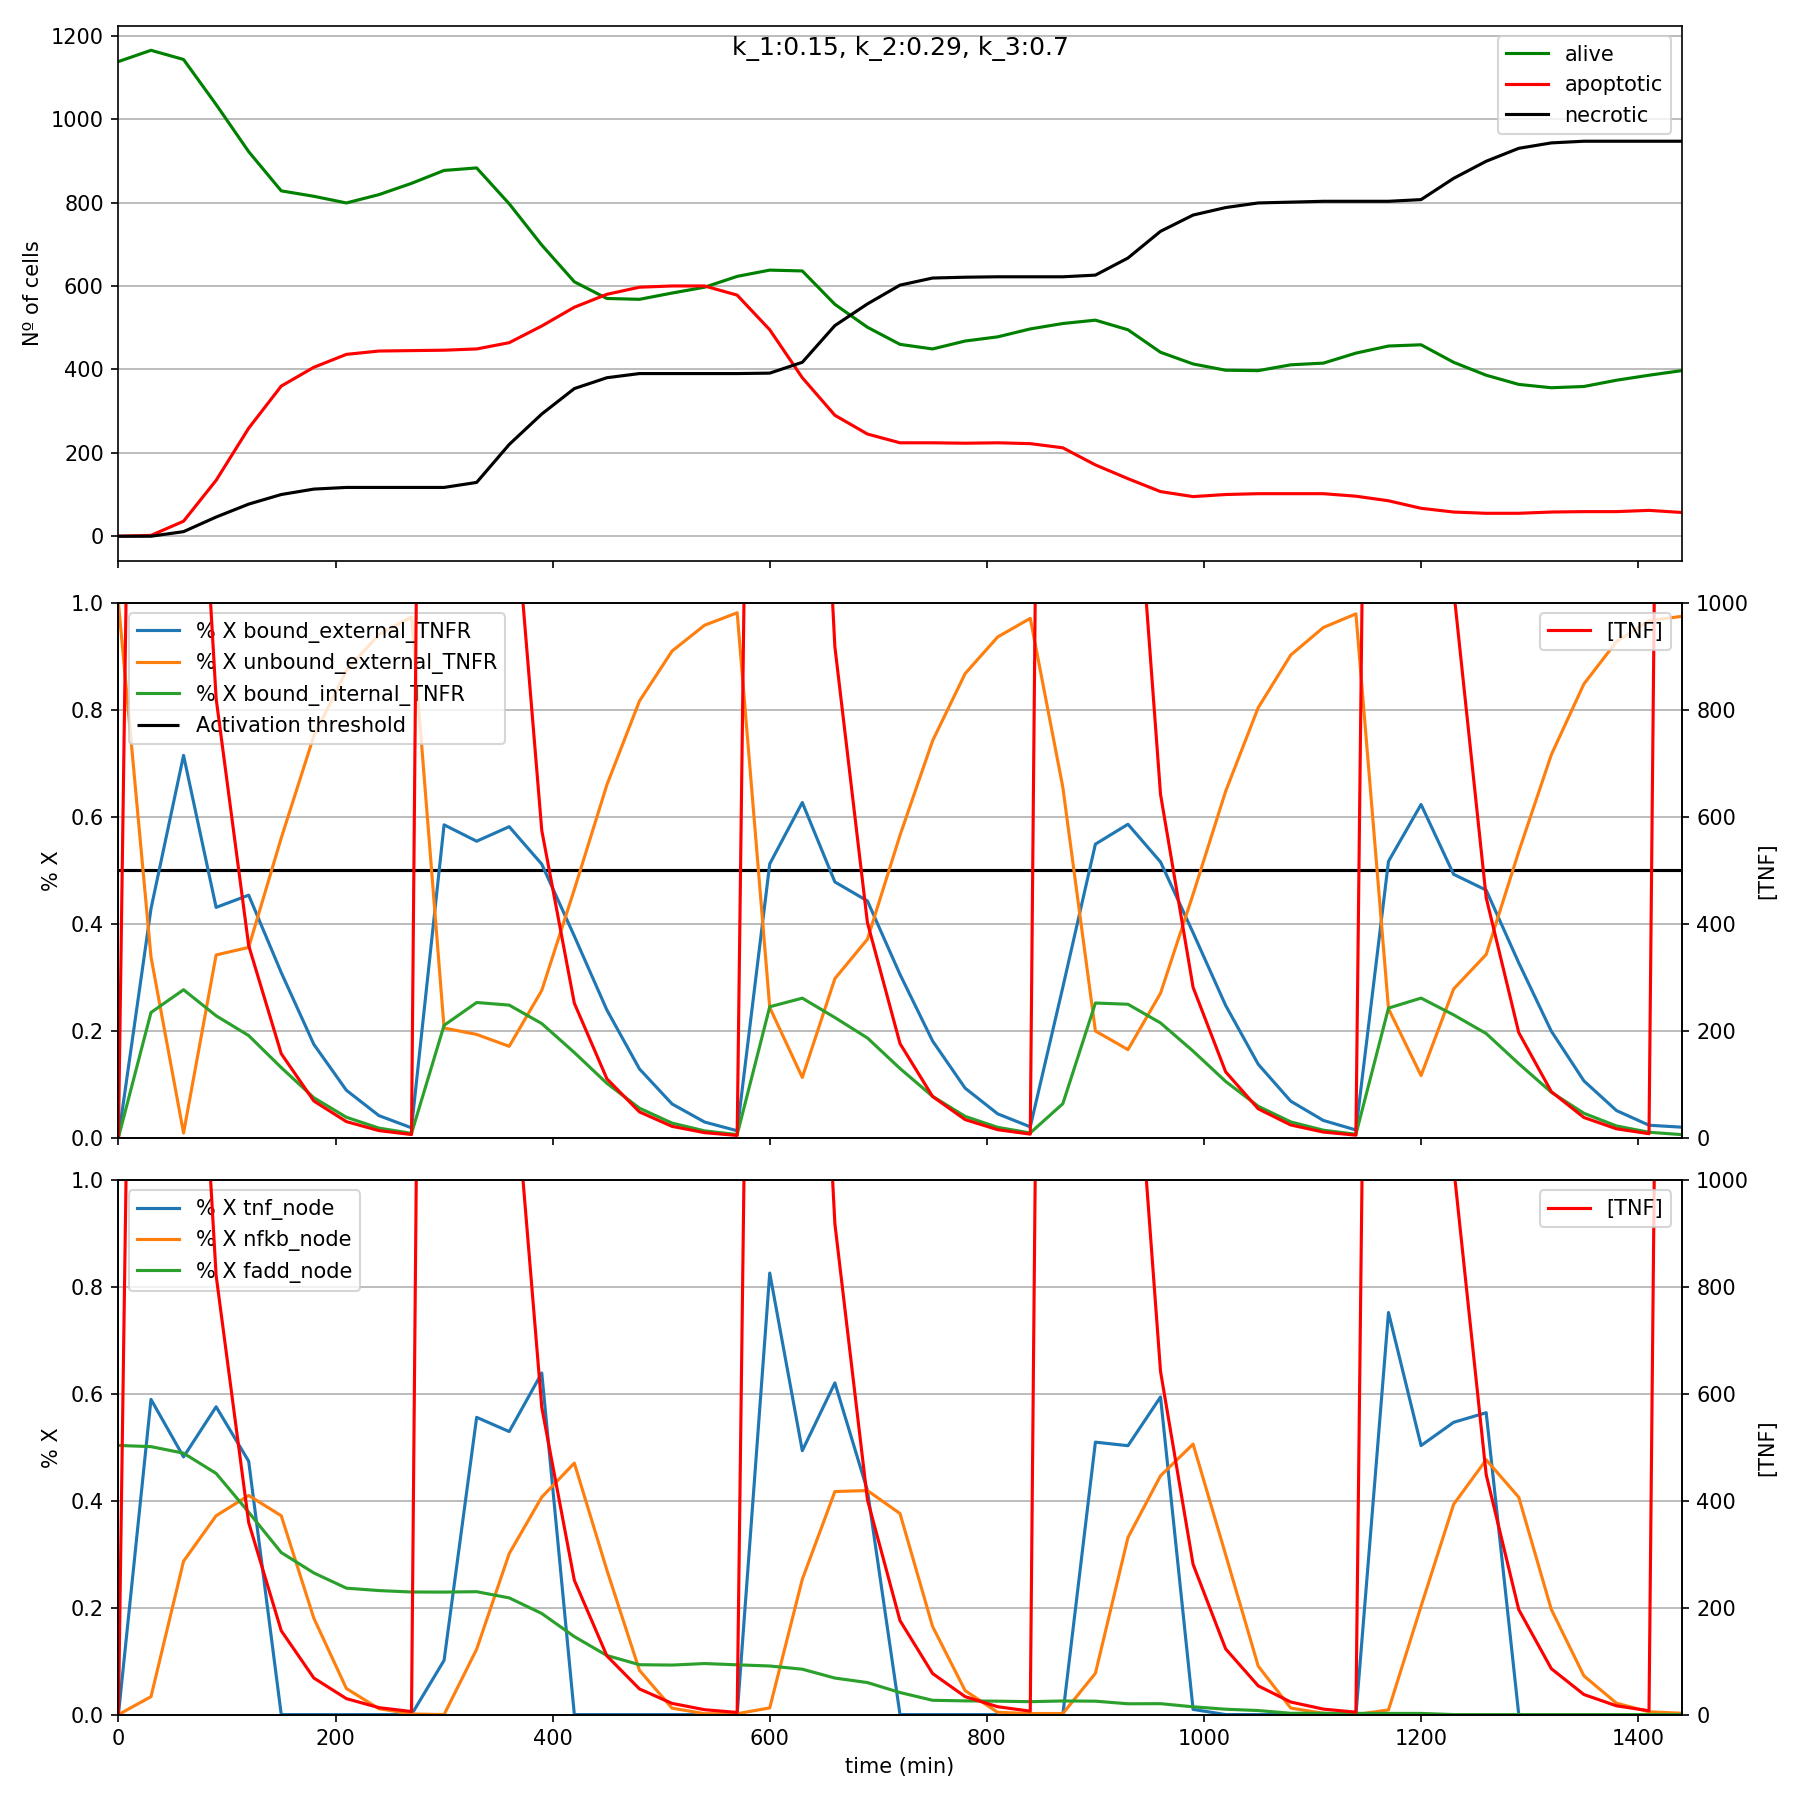 k_1:0.15, k_2:0.29, k_3:0.7
1200
1000
800
600
400
200
0
Nº of cells
alive
apoptotic
necrotic
1.0
0.8
0.6
0.4
0.2
0.0
% X
% X bound_external_TNFR
% X unbound_external_TNFR
% X bound_internal_TNFR
Activation threshold
[TNF]
1000
800
600
400
200
0
[TNF]
1.0
0.8
0.6
0.4
0.2
0.0
% X
% X tnf_node
% X nfkb_node
% X fadd_node
[TNF]
1000
800
600
400
200
0
[TNF]
0 200 400 600 800 1000 1200 1400
time (min)